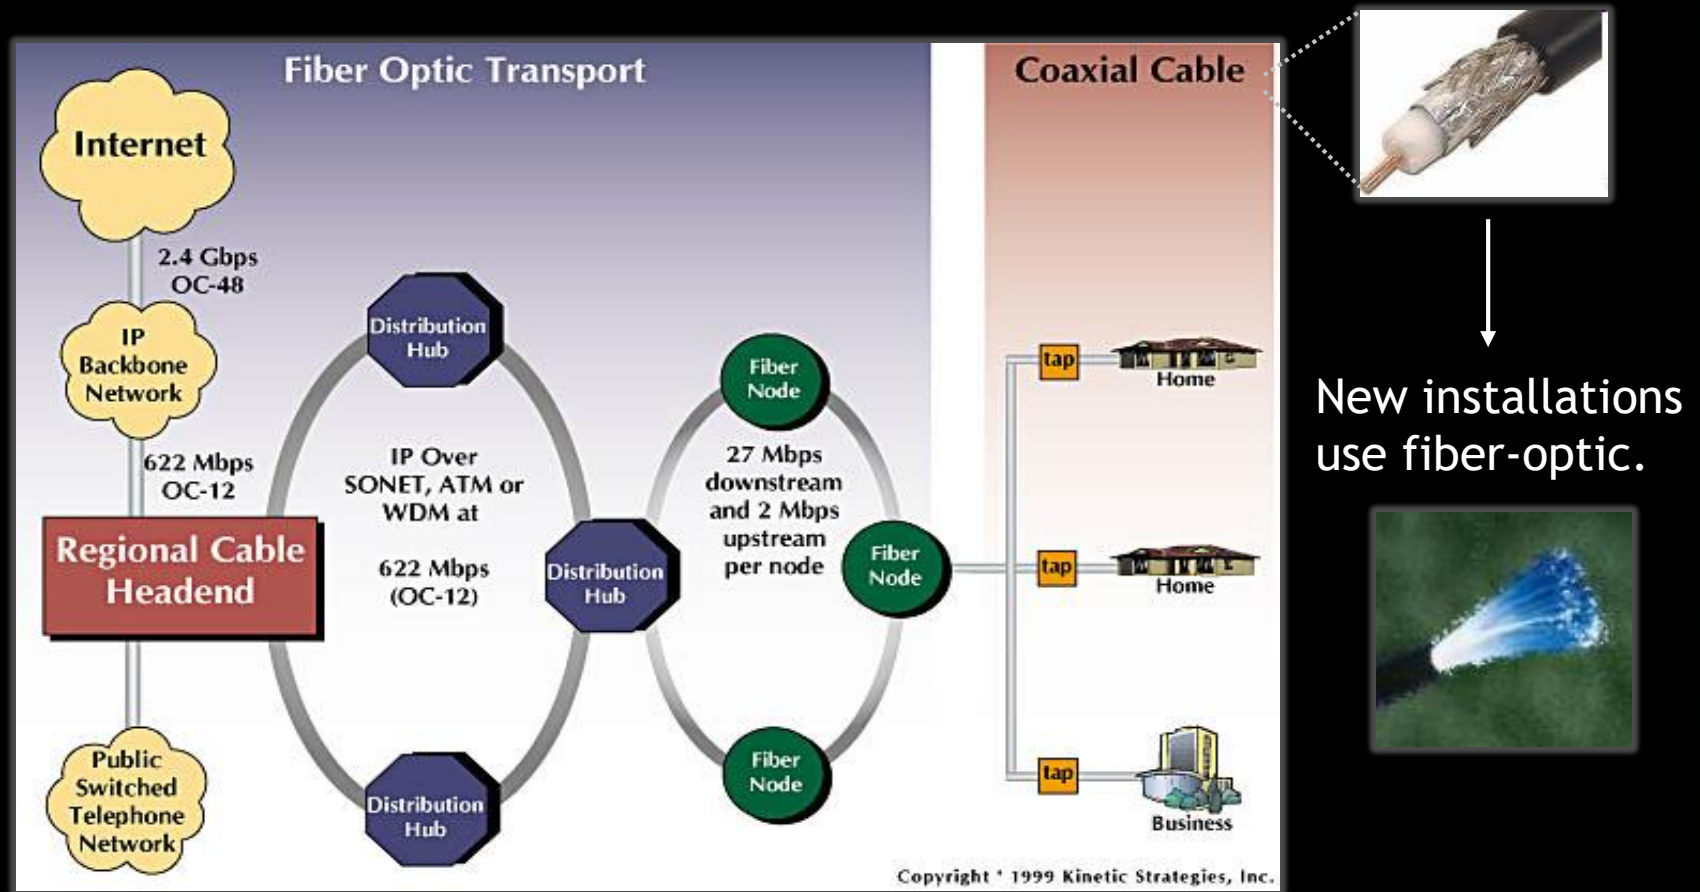 Fiber Optic Transport
Coaxial Cable
Internet
2.4 Gbps
OC-48
IP
Backbone
Network
622 Mbps
OC-12
Regional Cable
Headend
Public
Switched
Telephone
Network
Distribution
Hub
IP Over
SONET, ATM or
WDM at
622 Mbps
(OC-12)
Distribution
Hub
Distribution
Hub
Fiber
Node
27 Mbps
downstream
and 2 Mbps
upstream
per node
Fiber
Node
Fiber
Node
tap
Home
tap
Home
tap
Business
Copyright * 1999 Kinetic Strategies, Inc.
New installations
use fiber-optic.